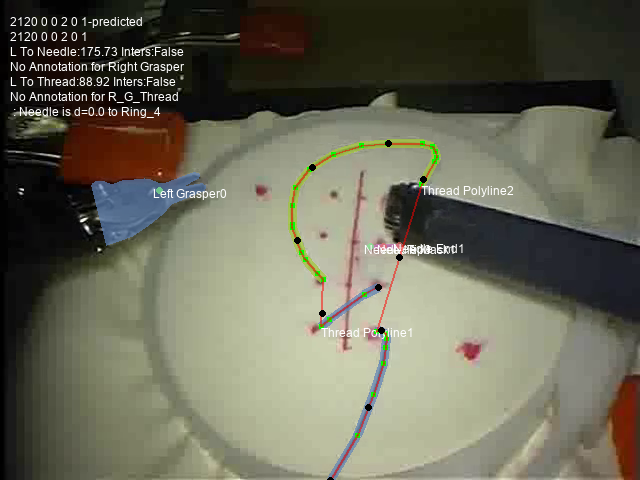 2120 0 0 2 0 1-predicted
2120 0 0 2 0 1
L To Needle:175.73 Inters:False
No Annotation for Right Grasper
L To Thread:88.92 Inters:False
No Annotation for R_G_Thread
: Needle is d=0.0 to Ring_4
Left Grasper0
Thread Polyline2
Thread Polyline1